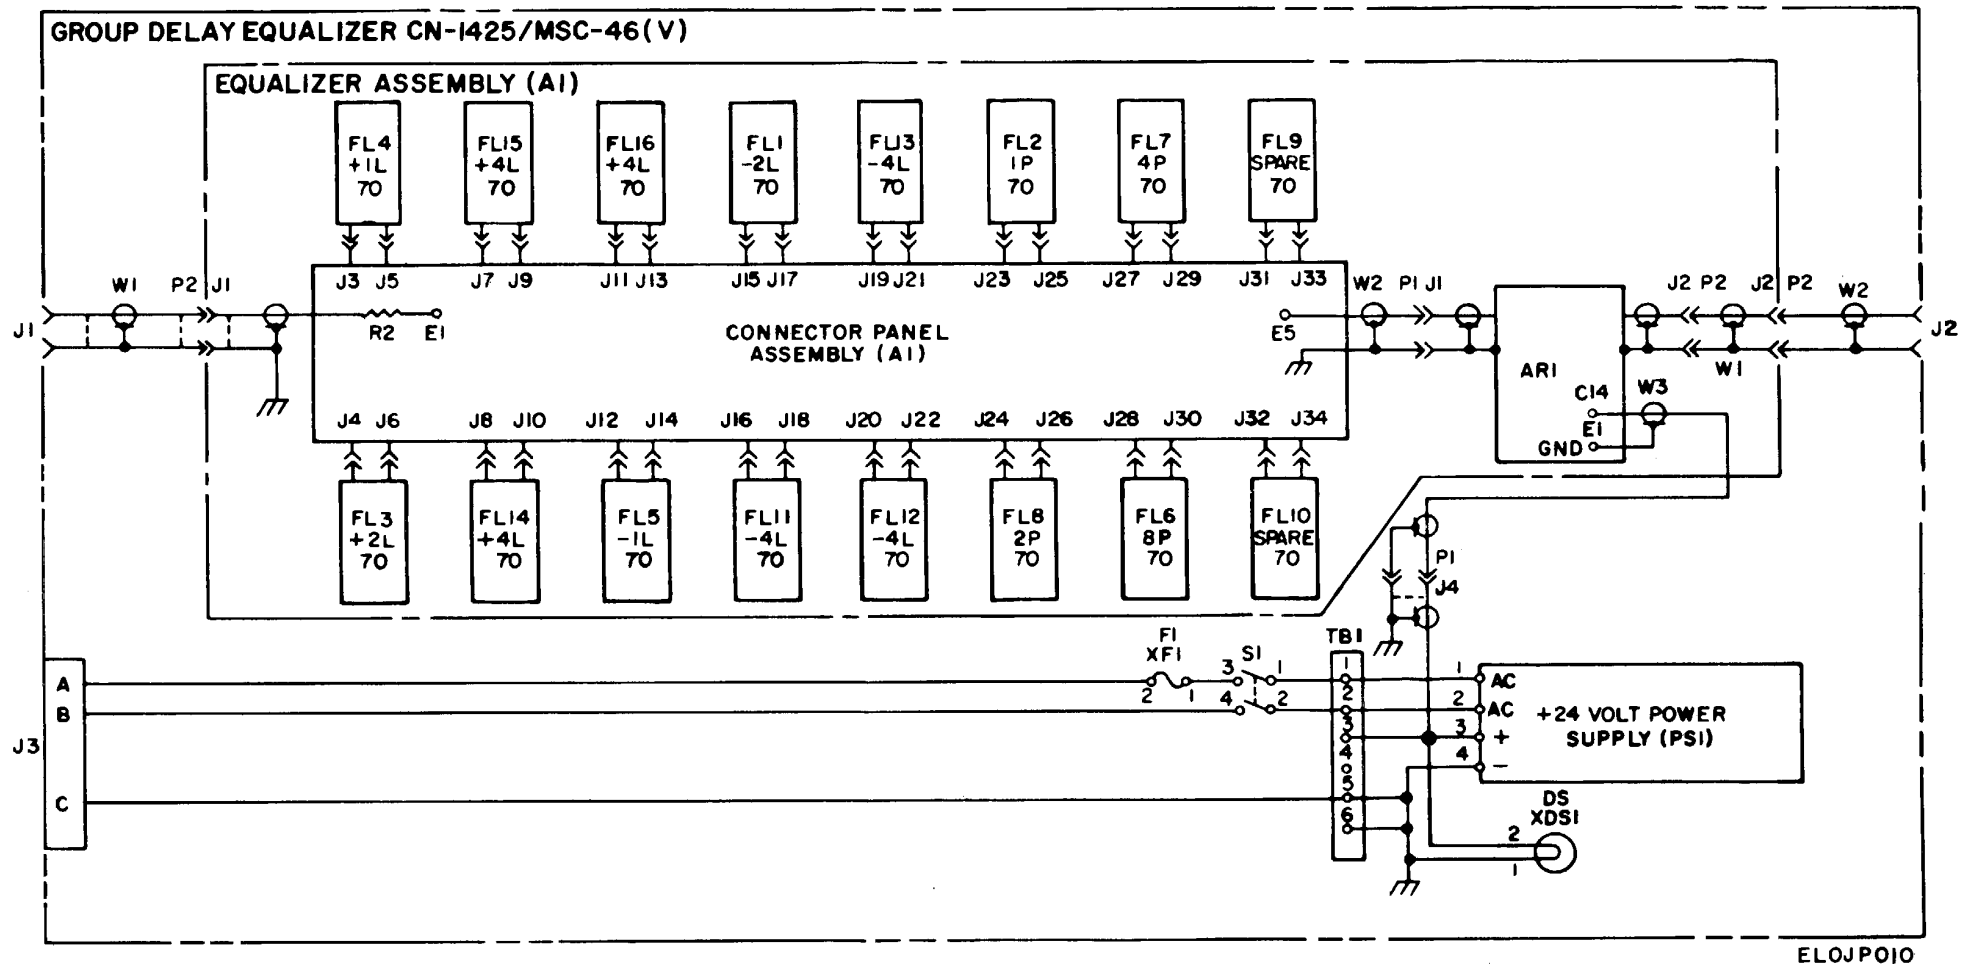 GROUP DELAY EQUALIZER CN-1425/MSC-46(V)
EQUALIZER ASSEMBLY (A1)
FL4
+1L
70
FL15
+4L
70
FL16
+4L
70
FL1
-2L
70
FL13
-4L
70
FL2
1P
70
FL7
4P
70
FL9
SPARE
70
J3 J5 J7 J9 J11 J13 J15 J17 J19 J21 J23 J25 J27 J29 J31 J33
J1
W1 P2 J1
R2 E1
CONNECTOR PANEL
ASSEMBLY (A1)
E5
W2 P1 J1
AR1
C14
E1
GND
W3
J2 P2 J2 P2 W2
W1
J2
J4 J6 J8 J10 J12 J14 J16 J18 J20 J22 J24 J26 J28 J30 J32 J34
FL3
+2L
70
FL14
+4L
70
FL5
-1L
70
FL11
-4L
70
FL12
-4L
70
FL8
2P
70
FL6
8P
70
FL10
SPARE
70
P1
J4
J3
A
B
C
F1
XF1
2 1
S1
3 1
4 2
TB1
1
2
3
4
5
6
1 AC
2 AC
3 +
4 -
+24 VOLT POWER
SUPPLY (PS1)
DS
XDS1
2
1
ELOJP010